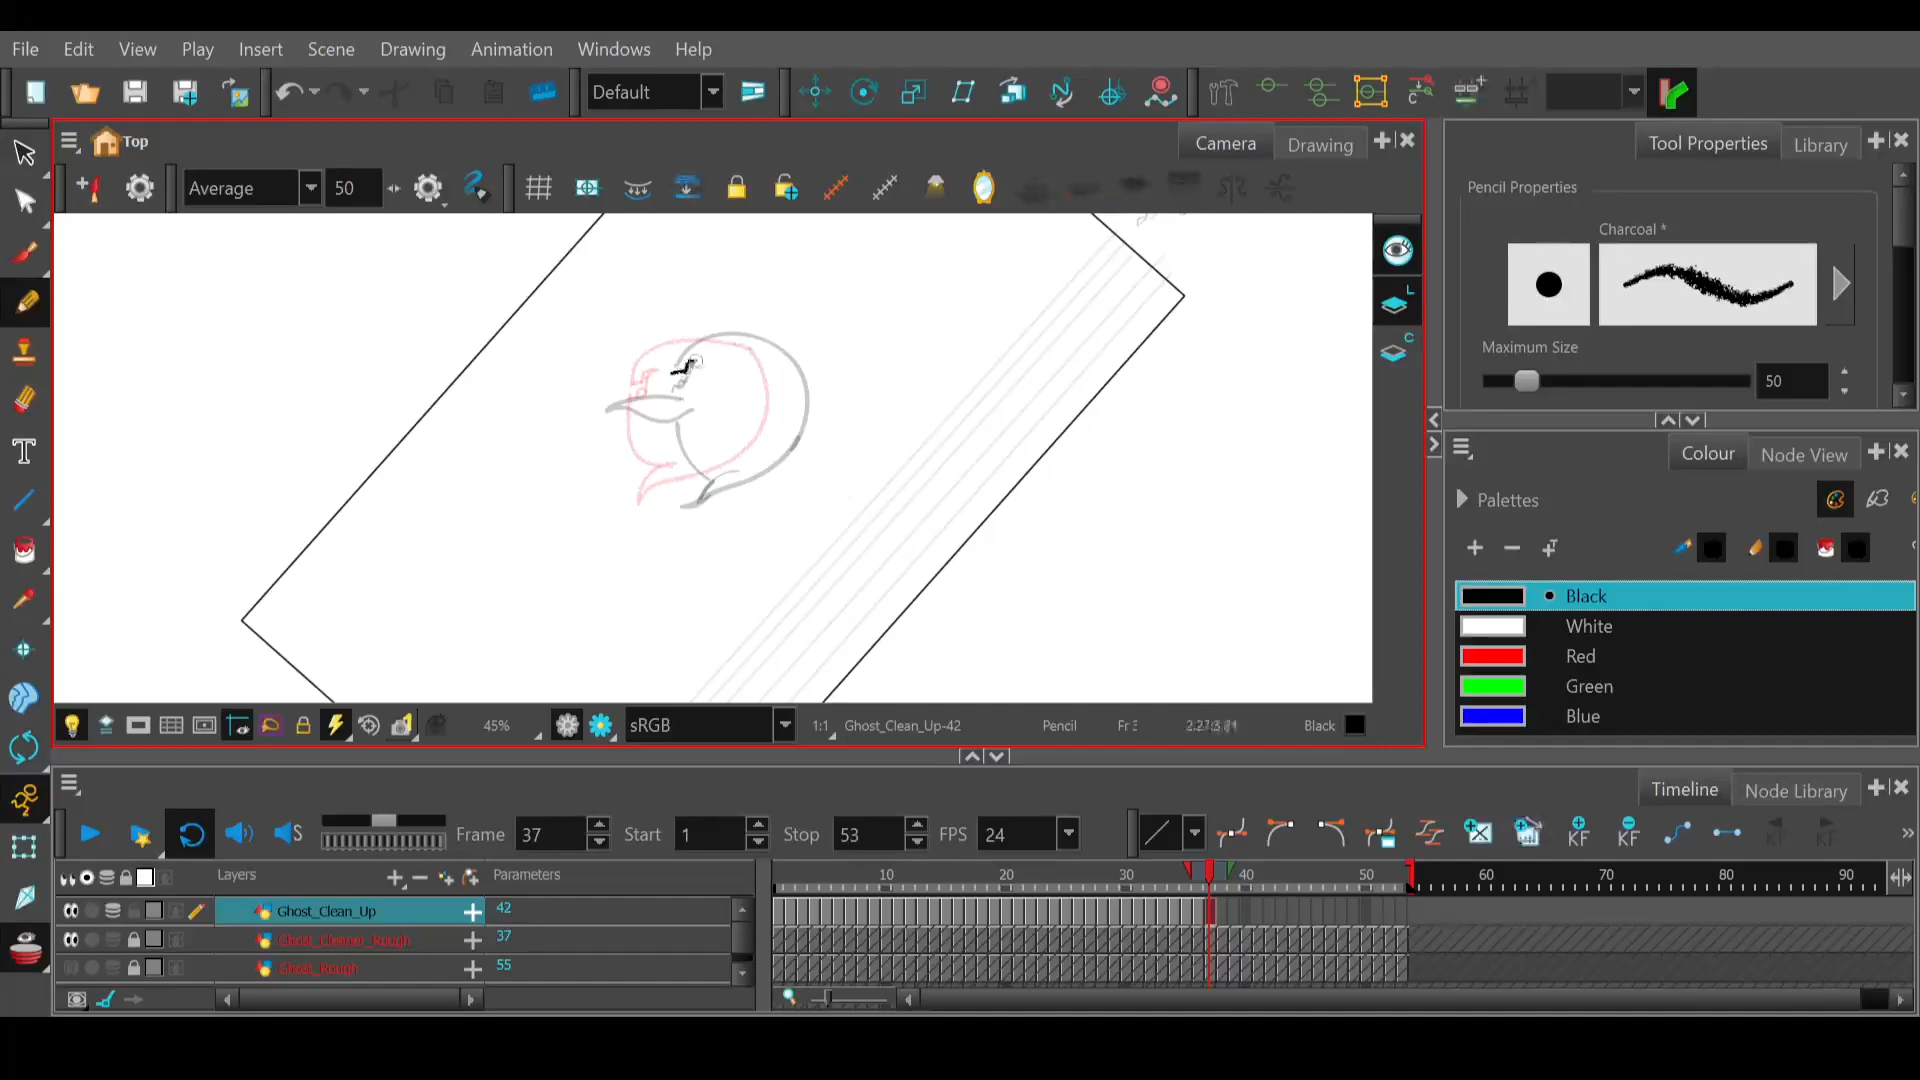 File Edit View Play Insert Scene Drawing Animation Windows Help
Default
Top
Camera
Drawing
Tool Properties
Library
Average
50
Pencil Properties
Charcoal *
Maximum Size
50
L
C
Colour
Node View
Palettes
Black
White
Red
Green
Blue
45%
sRGB
1:1
Ghost_Clean_Up-42
Pencil
Fr
Black
Timeline
Node Library
S
Frame
37
Start
1
Stop
53
FPS
24
KF
KF
Layers
Parameters
10 20 30 40 50 60 70 80 90
Ghost_Clean_Up
42
Ghost_Cleaner_Rough
37
Ghost_Rough
55